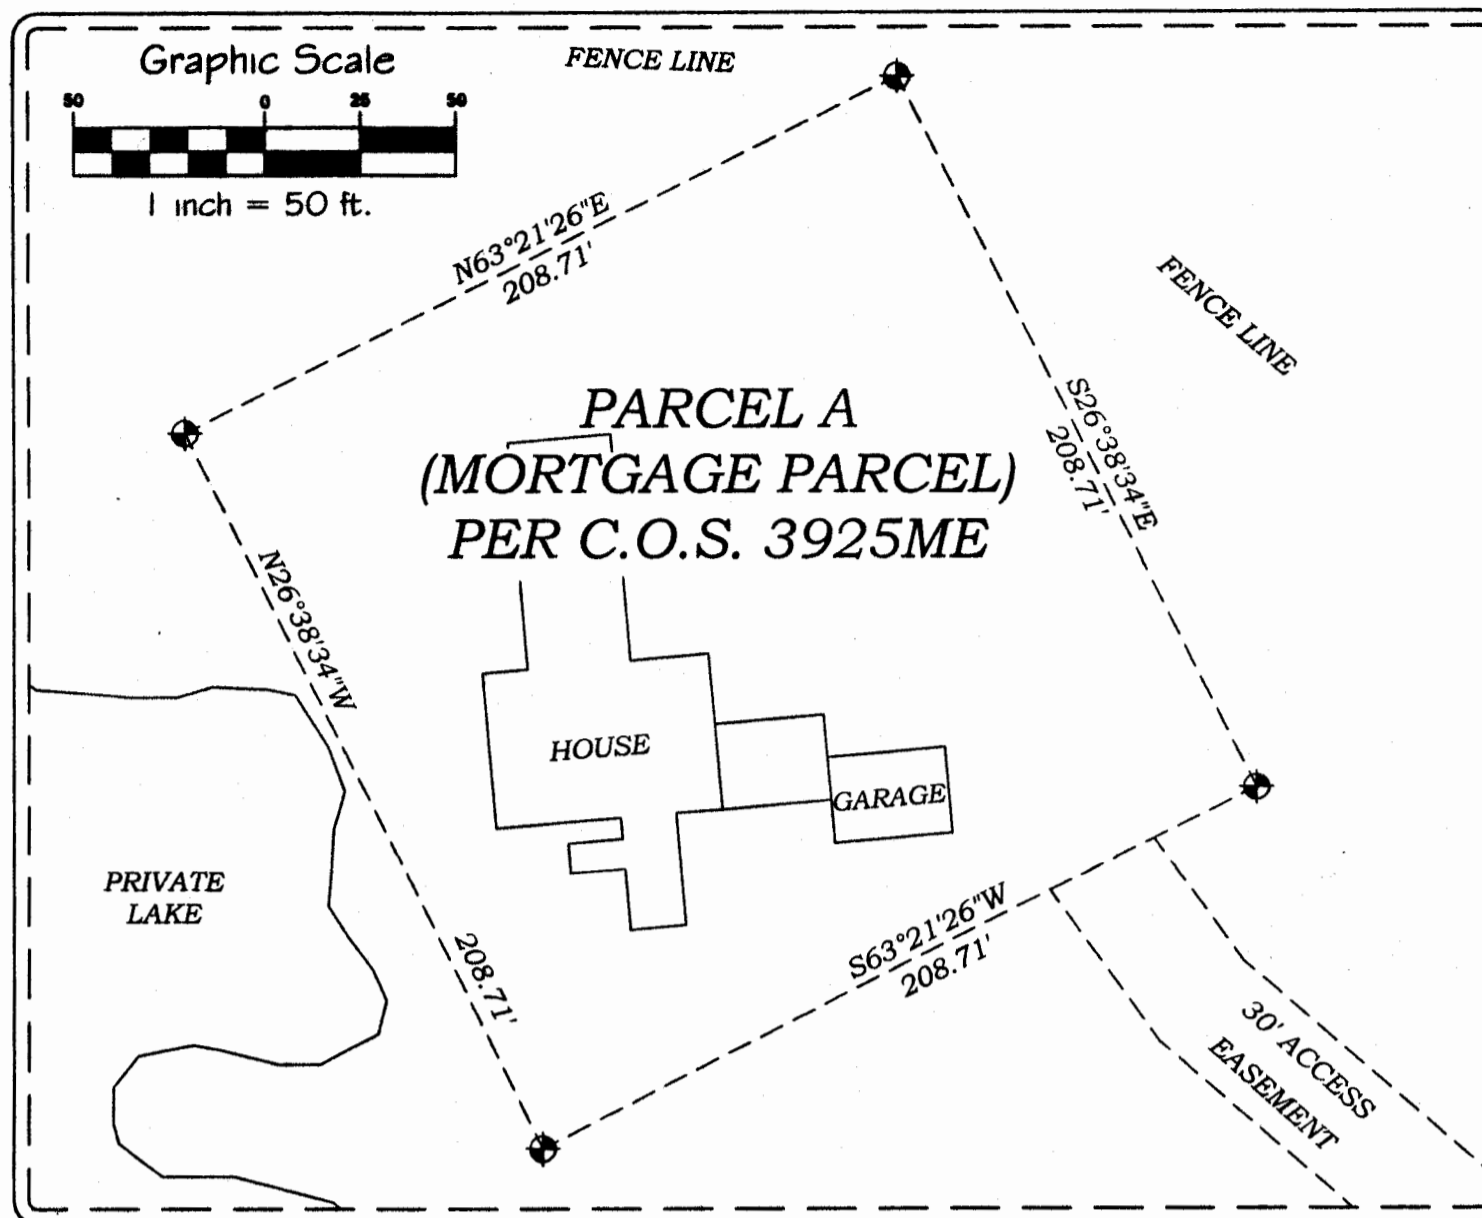 Graphic Scale
50 0 25 50
1 inch = 50 ft.
FENCE LINE
N63°21'26"E
208.71'
FENCE LINE
S26°38'34"E
208.71'
PARCEL A
(MORTGAGE PARCEL)
PER C.O.S. 3925ME
N26°38'34"W
208.71'
HOUSE
GARAGE
PRIVATE
LAKE
S63°21'26"W
208.71'
30' ACCESS
EASEMENT